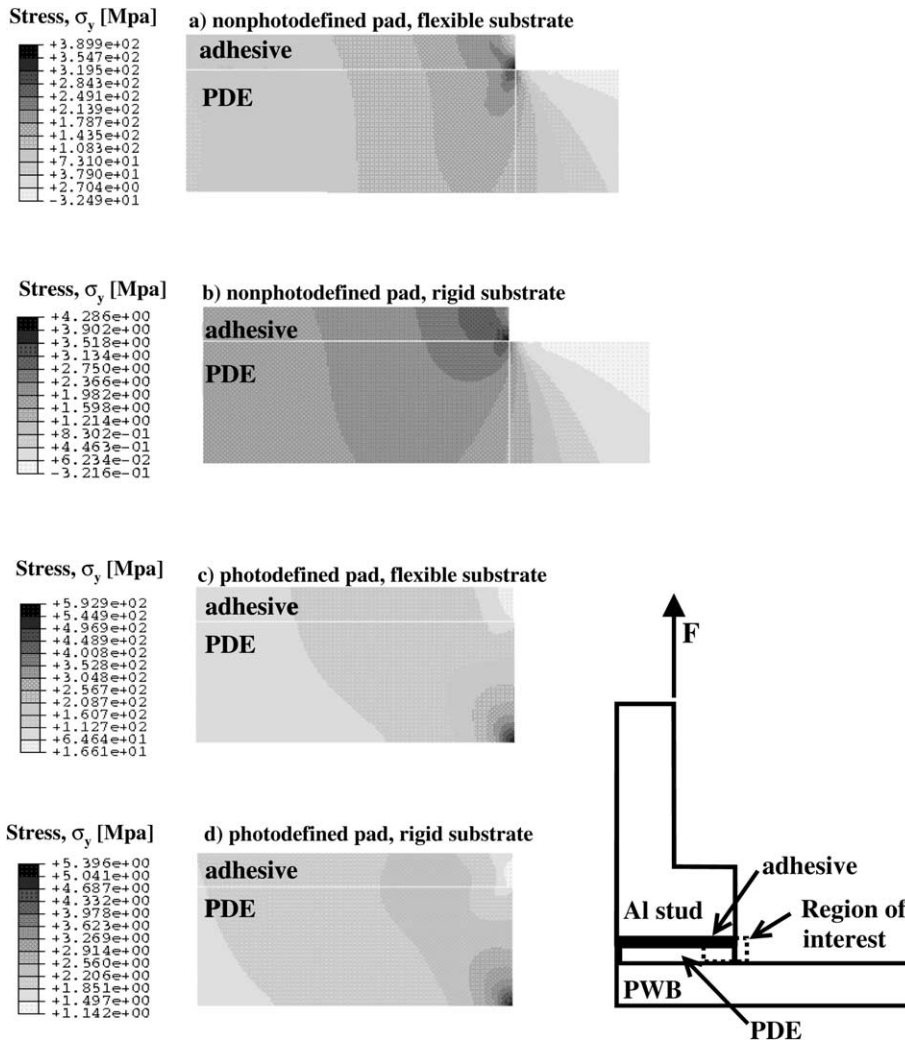 Stress, σy [Mpa]
+3.899e+02
+3.547e+02
+3.195e+02
+2.843e+02
+2.491e+02
+2.139e+02
+1.787e+02
+1.435e+02
+1.083e+02
+7.310e+01
+3.790e+01
+2.704e+00
-3.249e+01
a) nonphotodefined pad, flexible substrate
adhesive
PDE
Stress, σy [Mpa]
+4.286e+00
+3.902e+00
+3.518e+00
+3.134e+00
+2.750e+00
+2.366e+00
+1.982e+00
+1.598e+00
+1.214e+00
+8.302e-01
+4.463e-01
+6.234e-02
-3.216e-01
b) nonphotodefined pad, rigid substrate
adhesive
PDE
Stress, σy [Mpa]
+5.929e+02
+5.449e+02
+4.969e+02
+4.489e+02
+4.008e+02
+3.528e+02
+3.048e+02
+2.567e+02
+2.087e+02
+1.607e+02
+1.127e+02
+6.464e+01
+1.661e+01
c) photodefined pad, flexible substrate
adhesive
PDE
Stress, σy [Mpa]
+5.396e+00
+5.041e+00
+4.687e+00
+4.332e+00
+3.978e+00
+3.623e+00
+3.269e+00
+2.914e+00
+2.560e+00
+2.206e+00
+1.851e+00
+1.497e+00
+1.142e+00
d) photodefined pad, rigid substrate
adhesive
PDE
F
adhesive
Al stud
Region of
interest
PWB
PDE